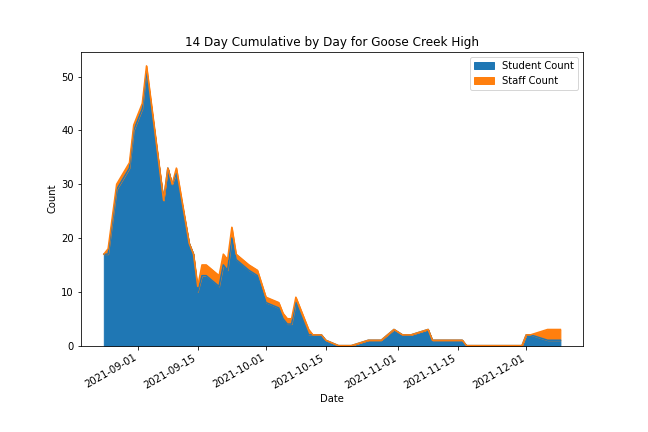 14 Day Cumulative by Day for Goose Creek High
Student Count
Staff Count
Count
50
40
30
20
10
0
2021-09-01
2021-09-15
2021-10-01
2021-10-15
2021-11-01
2021-11-15
2021-12-01
Date